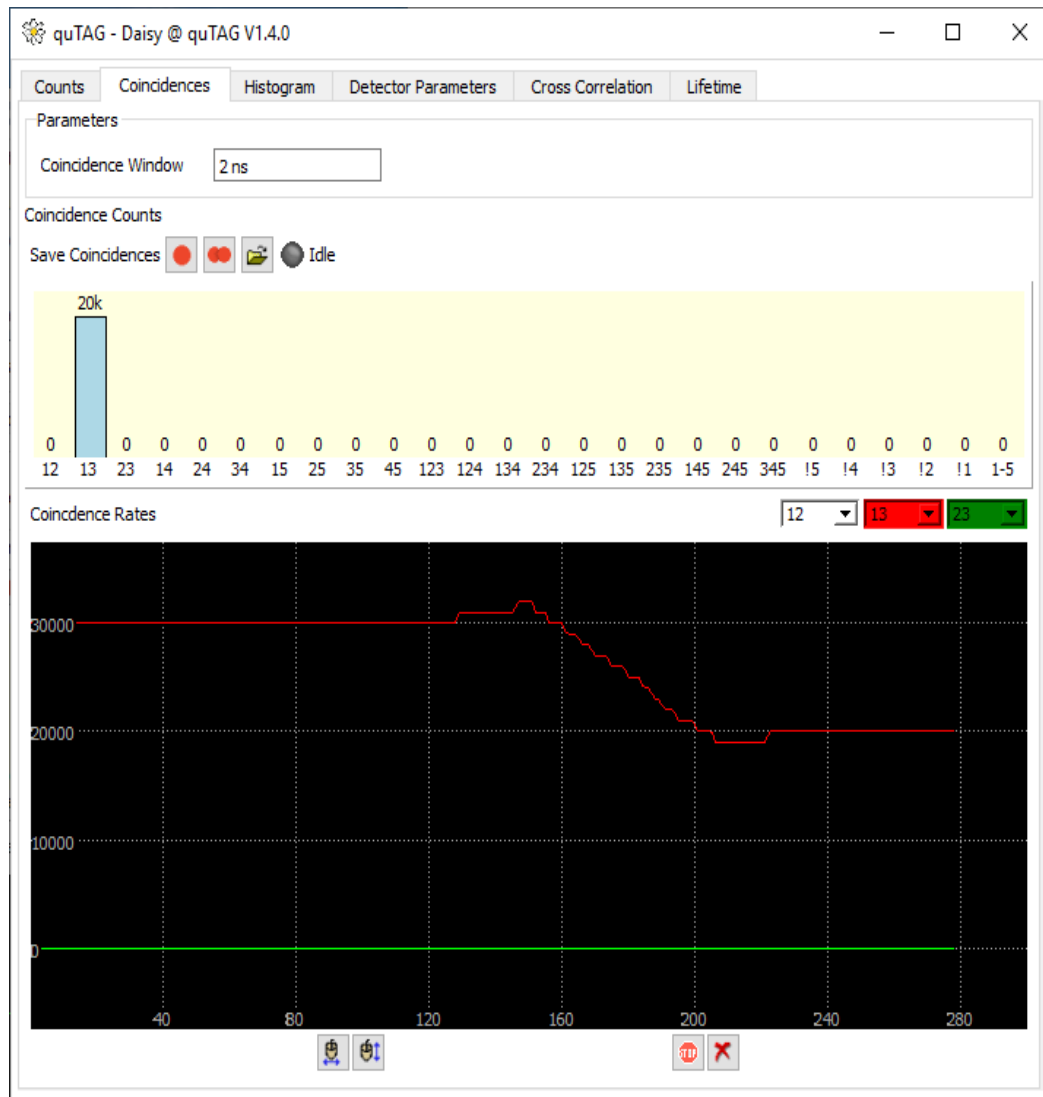 quTAG - Daisy @ quTAG V1.4.0
Counts Coincidences Histogram Detector Parameters Cross Correlation Lifetime
Parameters
Coincidence Window 2 ns
Coincidence Counts
Save Coincidences Idle
20k
0 0 0 0 0 0 0 0 0 0 0 0 0 0 0 0 0 0 0 0 0 0 0 0 0
12 13 23 14 24 34 15 25 35 45 123 124 134 234 125 135 235 145 245 345 !5 !4 !3 !2 !1 1-5
Coincdence Rates 12 13 23
30000
20000
10000
0
40 80 120 160 200 240 280
STOP